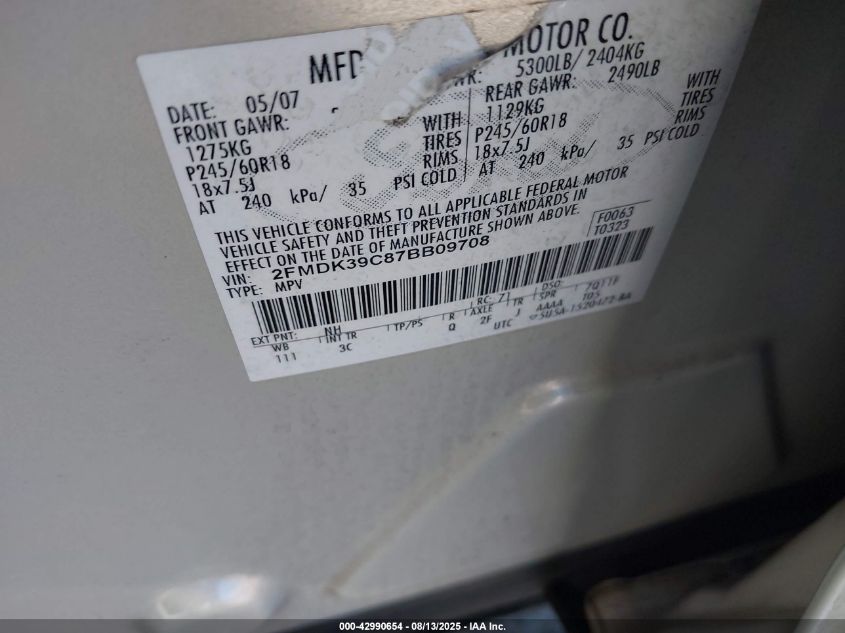 MFD MOTOR CO.
DATE: 05/07 WR: 5300LB/ 2404KG
FRONT GAWR: REAR GAWR: 2490LB
1275KG WITH 1129KG WITH
P245/60R18 TIRES P245/60R18 TIRES
18x7.5J RIMS 18x7.5J RIMS
AT 240 kPa/ 35 PSI COLD AT 240 kPa/ 35 PSI COLD
THIS VEHICLE CONFORMS TO ALL APPLICABLE FEDERAL MOTOR
VEHICLE SAFETY AND THEFT PREVENTION STANDARDS IN
EFFECT ON THE DATE OF MANUFACTURE SHOWN ABOVE.
VIN: 2FMDK39C87BB09708 F0063
TYPE: MPV T0323
EXT PNT: NH RC: 71 DSO:
WB INT TR TP/PS R AXLE TR SPR
111 3C Q 2F J AAAA
UTC
000-42990654 - 08/13/2025 - IAA Inc.